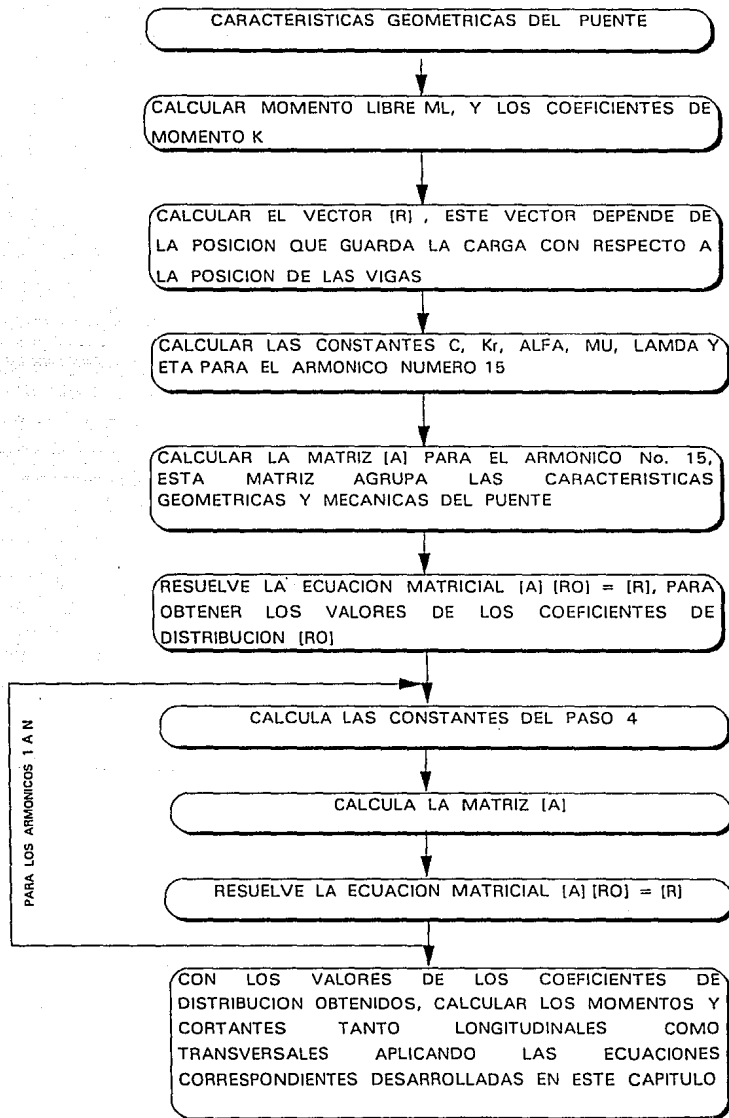 CARACTERISTICAS GEOMETRICAS DEL PUENTE
CALCULAR MOMENTO LIBRE ML, Y LOS COEFICIENTES DE
MOMENTO K
CALCULAR EL VECTOR [R] , ESTE VECTOR DEPENDE DE
LA POSICION QUE GUARDA LA CARGA CON RESPECTO A
LA POSICION DE LAS VIGAS
CALCULAR LAS CONSTANTES C, Kr, ALFA, MU, LAMDA Y
ETA PARA EL ARMONICO NUMERO 15
CALCULAR LA MATRIZ [A] PARA EL ARMONICO No. 15,
ESTA MATRIZ AGRUPA LAS CARACTERISTICAS
GEOMETRICAS Y MECANICAS DEL PUENTE
RESUELVE LA ECUACION MATRICIAL [A] [RO] = [R], PARA
OBTENER LOS VALORES DE LOS COEFICIENTES DE
DISTRIBUCION [RO]
PARA LOS ARMONICOS 1 A N
CALCULA LAS CONSTANTES DEL PASO 4
CALCULA LA MATRIZ [A]
RESUELVE LA ECUACION MATRICIAL [A] [RO] = [R]
CON LOS VALORES DE LOS COEFICIENTES DE
DISTRIBUCION OBTENIDOS, CALCULAR LOS MOMENTOS Y
CORTANTES TANTO LONGITUDINALES COMO
TRANSVERSALES APLICANDO LAS ECUACIONES
CORRESPONDIENTES DESARROLLADAS EN ESTE CAPITULO